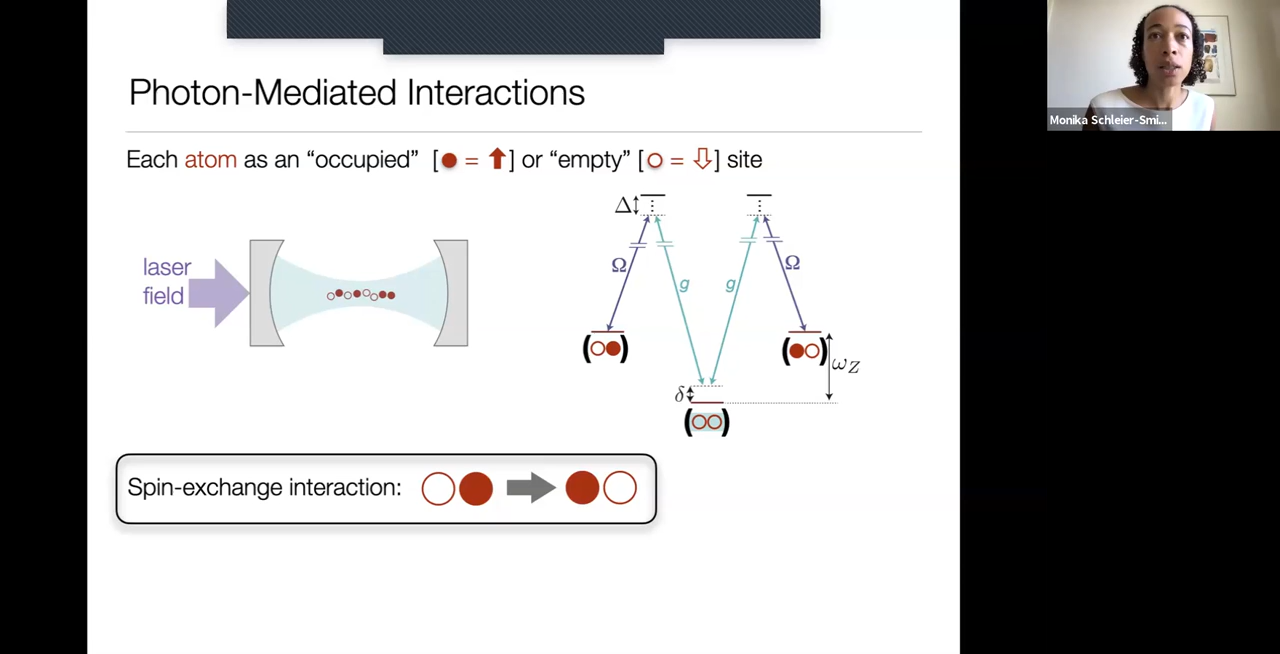 Photon-Mediated Interactions
Each atom as an “occupied” [● = ⬆] or “empty” [○ = ⇩] site
laser
field
Δ
Ω
g
g
Ω
(○●)
(●○)
ω_Z
δ
(○○)
Spin-exchange interaction:
Monika Schleier-Smi...